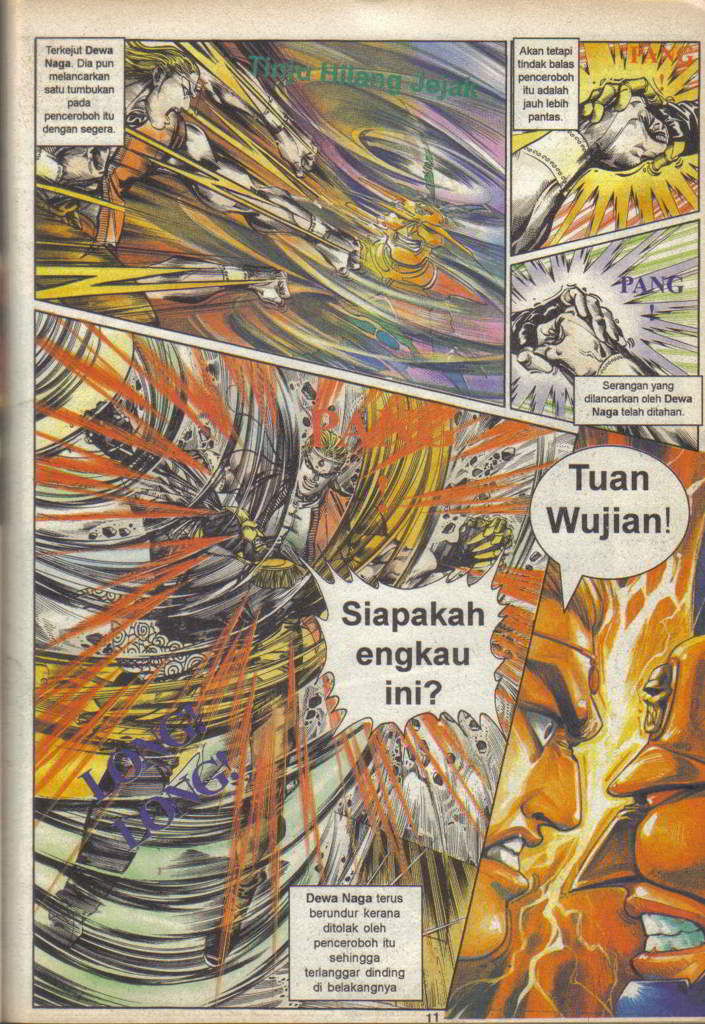 Terkejut Dewa
Naga. Dia pun
melancarkan
satu tumbukan
pada
penceroboh itu
dengan segera.
Tinju Hilang Jejak
Akan tetapi
tindak balas
penceroboh
itu adalah
jauh lebih
pantas.
PANG
PANG
!
Serangan yang
dilancarkan oleh Dewa
Naga telah ditahan.
PANG
Siapakah
engkau
ini?
Tuan
Wujian!
LONG!
LONG!
Dewa Naga terus
berundur kerana
ditolak oleh
penceroboh itu
sehingga
terlanggar dinding
di belakangnya
11